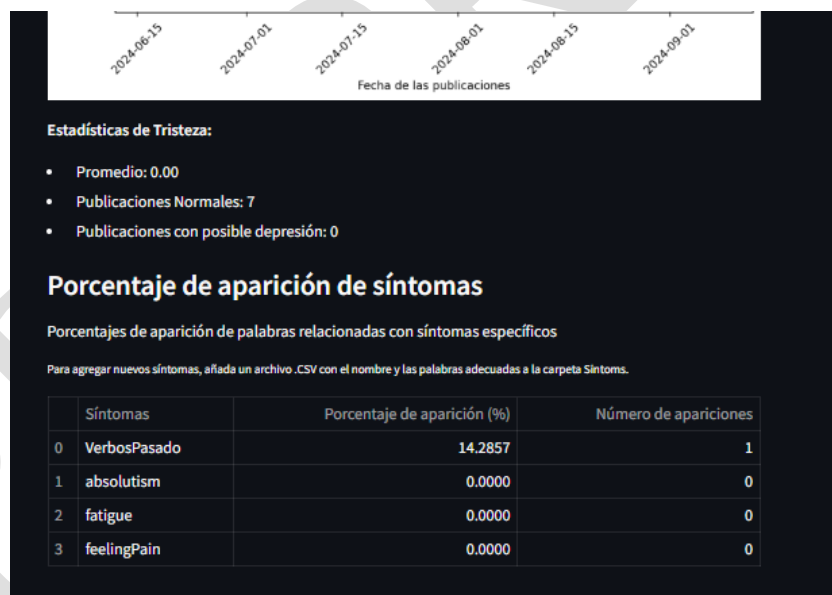 2024-06-15 2024-07-01 2024-07-15 2024-08-01 2024-08-15 2024-09-01
Fecha de las publicaciones
Estadísticas de Tristeza:
• Promedio: 0.00
• Publicaciones Normales: 7
• Publicaciones con posible depresión: 0
Porcentaje de aparición de síntomas
Porcentajes de aparición de palabras relacionadas con síntomas específicos
Para agregar nuevos síntomas, añada un archivo .CSV con el nombre y las palabras adecuadas a la carpeta Sintoms.
Síntomas Porcentaje de aparición (%) Número de apariciones
0 VerbosPasado 14.2857 1
1 absolutism 0.0000 0
2 fatigue 0.0000 0
3 feelingPain 0.0000 0